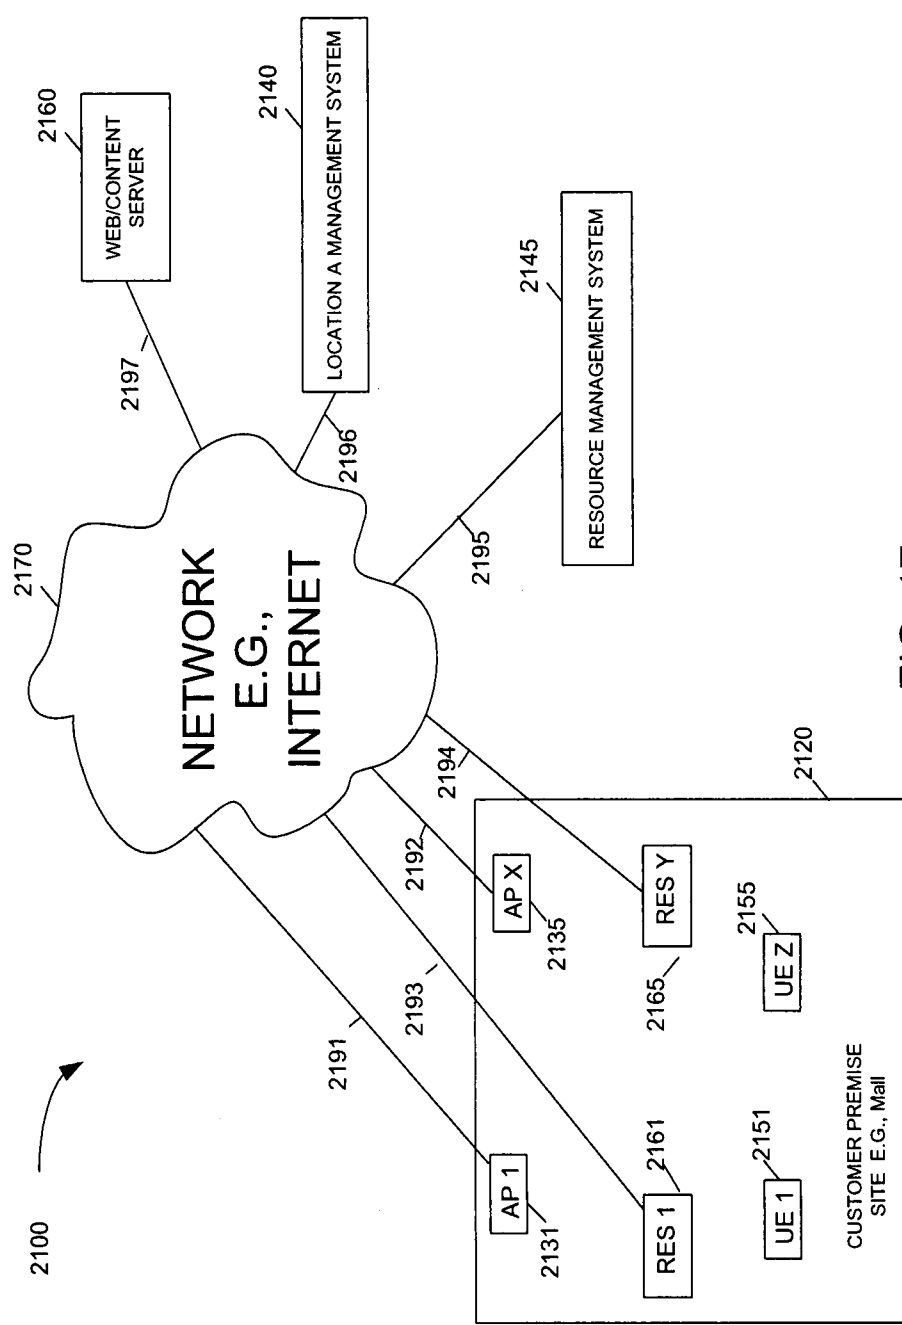 2100
2170
NETWORK
E.G.,
INTERNET
2160
WEB/CONTENT
SERVER
2197
2140
LOCATION A MANAGEMENT SYSTEM
2196
2145
RESOURCE MANAGEMENT SYSTEM
2195
2191
2193
2192
2194
2120
AP 1
2131
AP X
2135
RES 1
2161
RES Y
2165
UE 1
2151
UE Z
2155
CUSTOMER PREMISE
SITE E.G., Mall